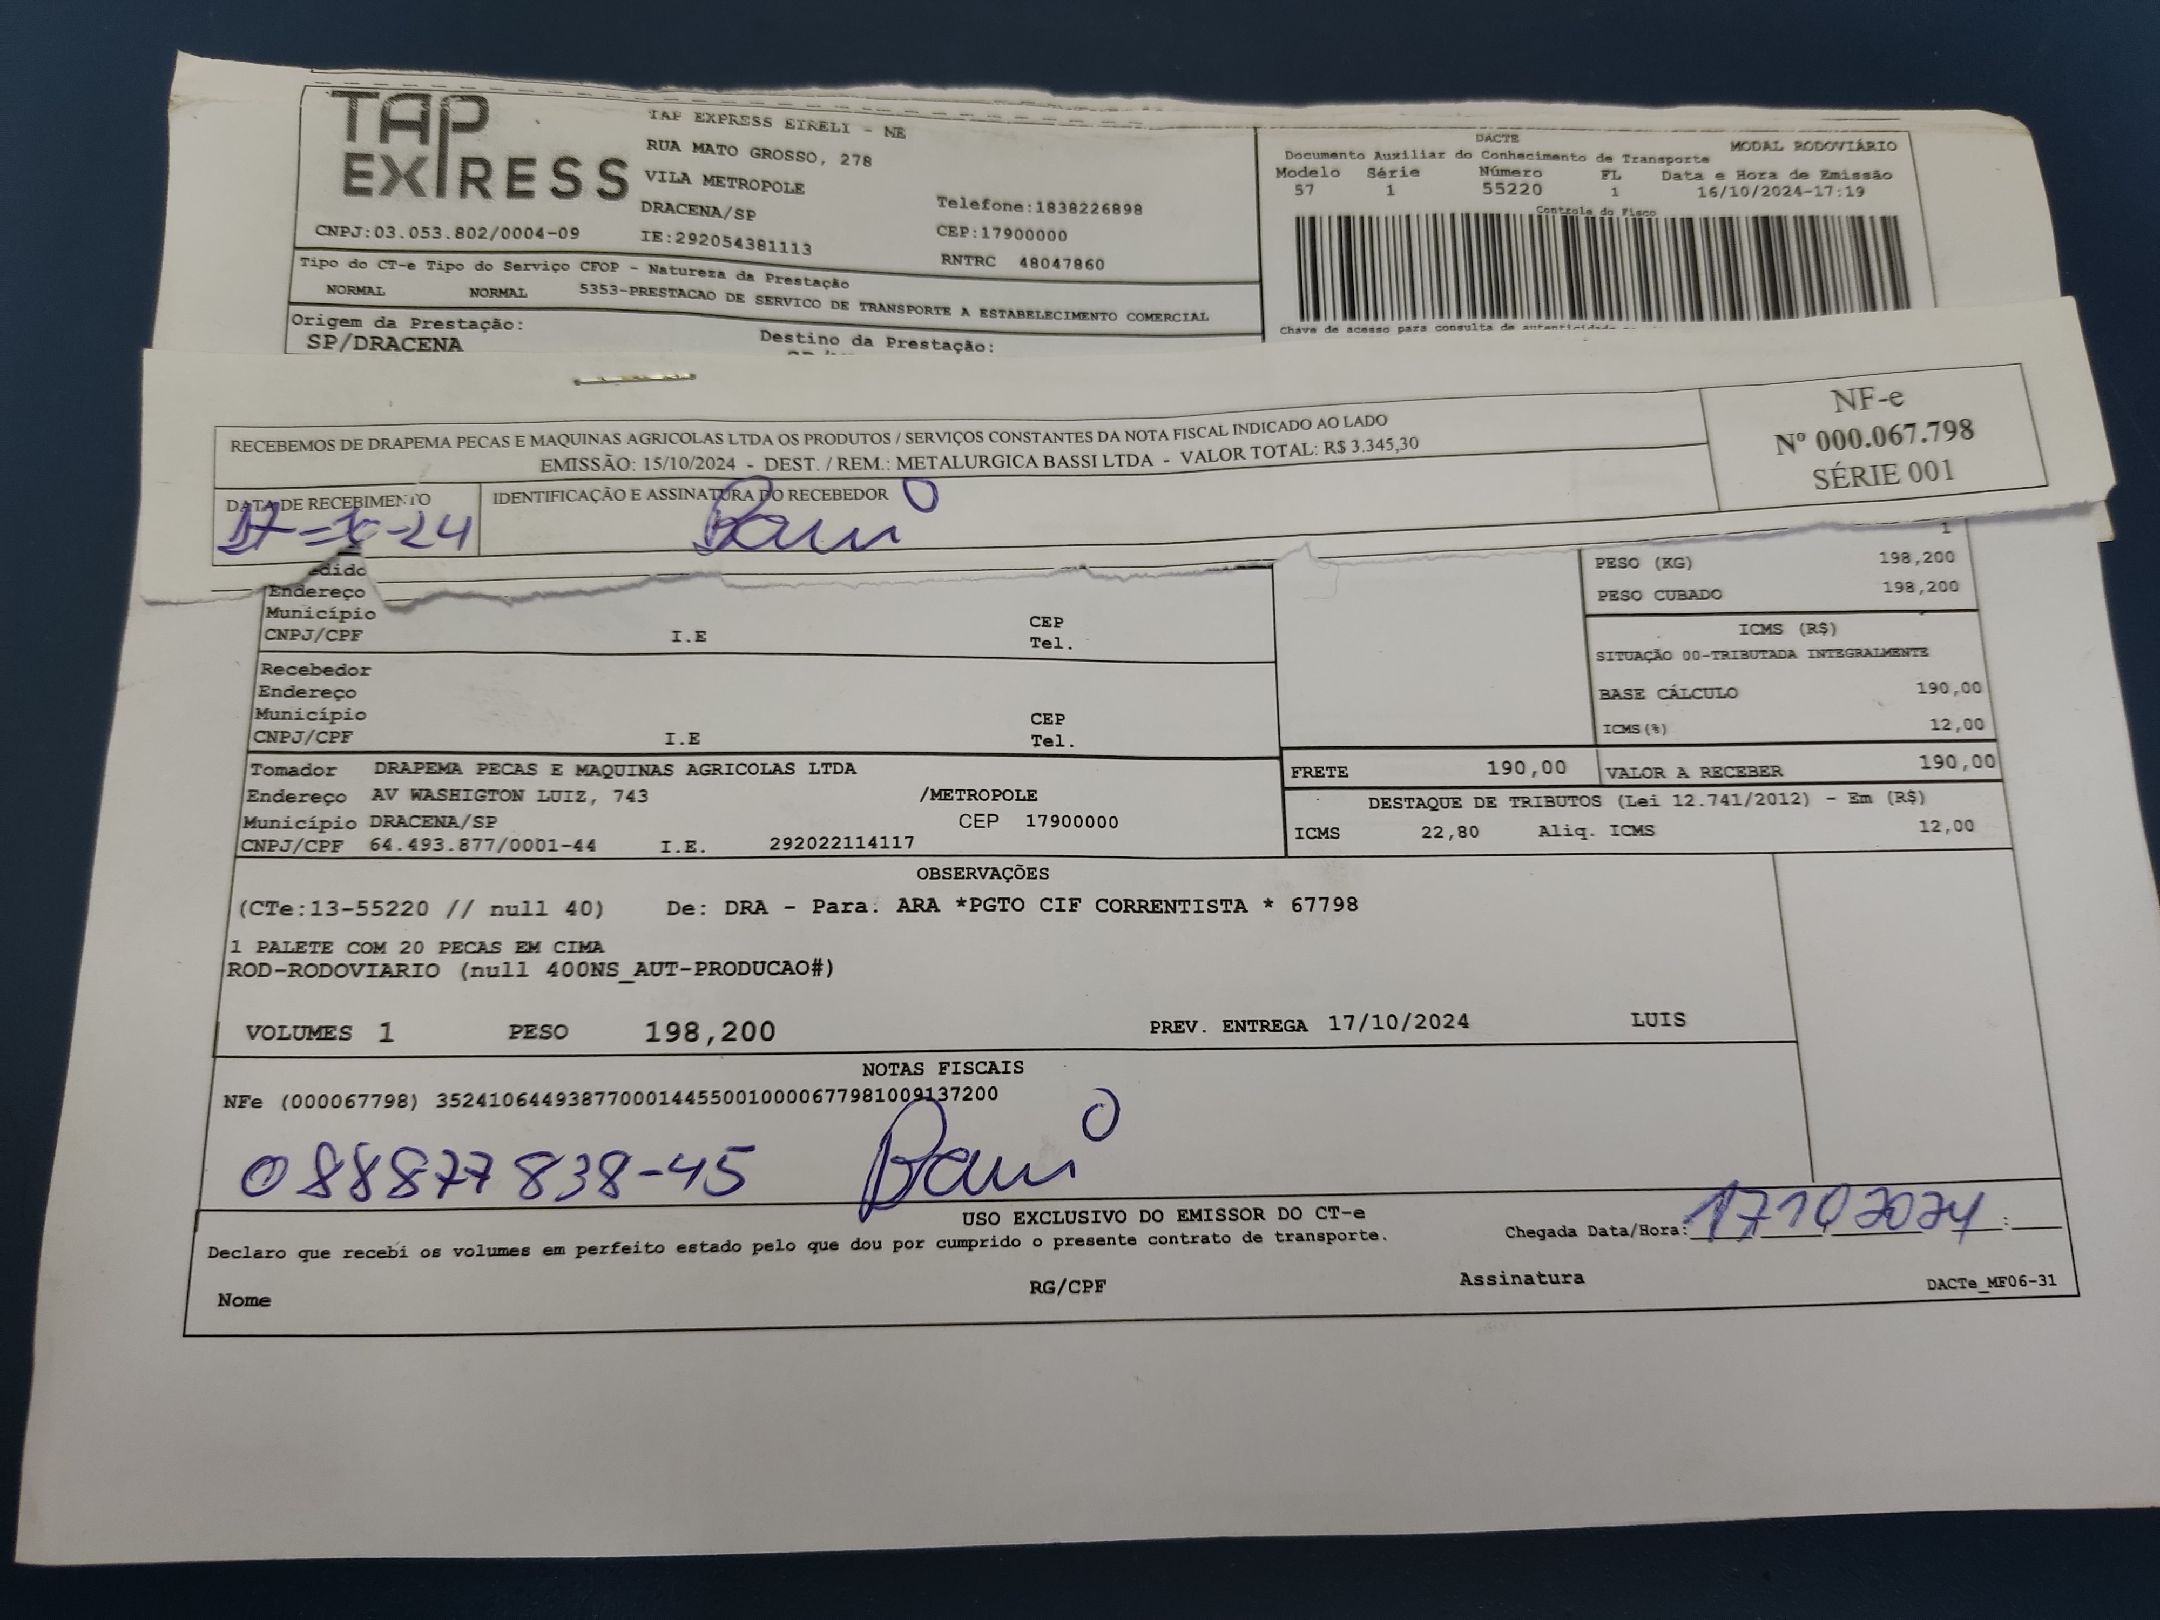 TAP EXPRESS
TAP EXPRESS EIRELI - ME
RUA MATO GROSSO, 278
VILA METROPOLE
DRACENA/SP
Telefone:1838226898
CNPJ:03.053.802/0004-09
IE:292054381113
CEP:17900000
RNTRC 48047860
DACTE
MODAL RODOVIÁRIO
Documento Auxiliar do Conhecimento de Transporte
Modelo Série Número FL Data e Hora de Emissão
57 1 55220 1 16/10/2024-17:19
Controle do Fisco
Chave de acesso para consulta de autenticidade
Tipo do CT-e Tipo do Serviço CFOP - Natureza da Prestação
NORMAL NORMAL 5353-PRESTACAO DE SERVICO DE TRANSPORTE A ESTABELECIMENTO COMERCIAL
Origem da Prestação: Destino da Prestação:
SP/DRACENA
RECEBEMOS DE DRAPEMA PECAS E MAQUINAS AGRICOLAS LTDA OS PRODUTOS / SERVIÇOS CONSTANTES DA NOTA FISCAL INDICADO AO LADO
EMISSÃO: 15/10/2024 - DEST. / REM.: METALURGICA BASSI LTDA - VALOR TOTAL: R$ 3.345,30
NF-e
Nº 000.067.798
SÉRIE 001
DATA DE RECEBIMENTO IDENTIFICAÇÃO E ASSINATURA DO RECEBEDOR
1
edido
Endereço
Município CEP
CNPJ/CPF I.E Tel.
PESO (KG) 198,200
PESO CUBADO 198,200
ICMS (R$)
SITUAÇÃO 00-TRIBUTADA INTEGRALMENTE
BASE CÁLCULO 190,00
ICMS(%) 12,00
Recebedor
Endereço
Município CEP
CNPJ/CPF I.E Tel.
FRETE 190,00 VALOR A RECEBER 190,00
Tomador DRAPEMA PECAS E MAQUINAS AGRICOLAS LTDA
Endereço AV WASHIGTON LUIZ, 743 /METROPOLE
Município DRACENA/SP CEP 17900000
CNPJ/CPF 64.493.877/0001-44 I.E. 292022114117
DESTAQUE DE TRIBUTOS (Lei 12.741/2012) - Em (R$)
ICMS 22,80 Aliq. ICMS 12,00
OBSERVAÇÕES
(CTe:13-55220 // null 40) De: DRA - Para: ARA *PGTO CIF CORRENTISTA * 67798
1 PALETE COM 20 PECAS EM CIMA
ROD-RODOVIARIO (null 400NS_AUT-PRODUCAO#)
VOLUMES 1 PESO 198,200 PREV. ENTREGA 17/10/2024 LUIS
NOTAS FISCAIS
NFe (000067798) 35241064493877000144550010000677981009137200
088877838-45
USO EXCLUSIVO DO EMISSOR DO CT-e
Declaro que recebi os volumes em perfeito estado pelo que dou por cumprido o presente contrato de transporte.
Chegada Data/Hora: 17 10 2024 :
Nome RG/CPF Assinatura DACTe_MF06-31